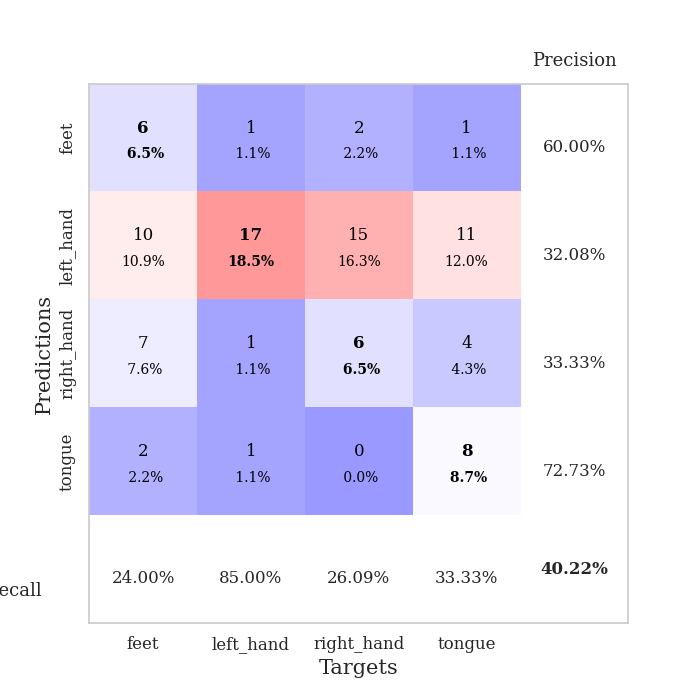 Precision
feet
6 1 2 1
6.5% 1.1% 2.2% 1.1%
60.00%
left_hand
10 17 15 11
10.9% 18.5% 16.3% 12.0%
32.08%
Predictions
right_hand
7 1 6 4
7.6% 1.1% 6.5% 4.3%
33.33%
tongue
2 1 0 8
2.2% 1.1% 0.0% 8.7%
72.73%
ecall
24.00% 85.00% 26.09% 33.33% 40.22%
feet left_hand right_hand tongue
Targets